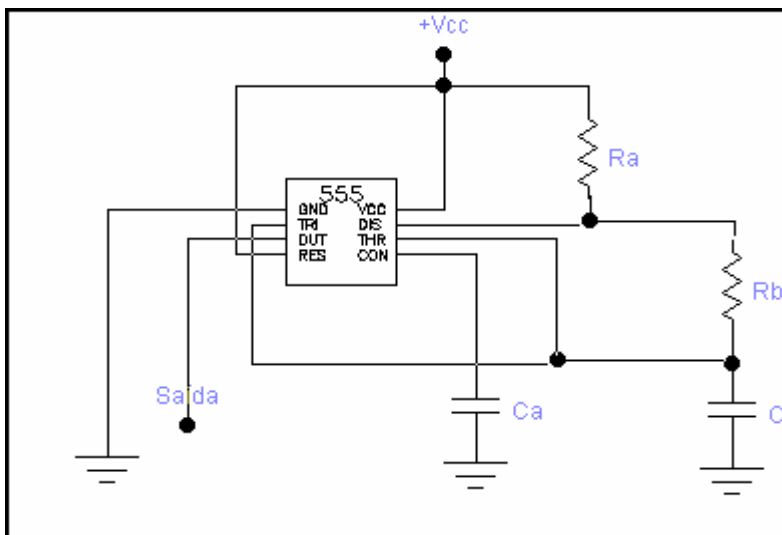 +Vcc
Ra
555
GND VCC
TRI DIS
OUT THR
RES CON
Rb
Saida
Ca
C